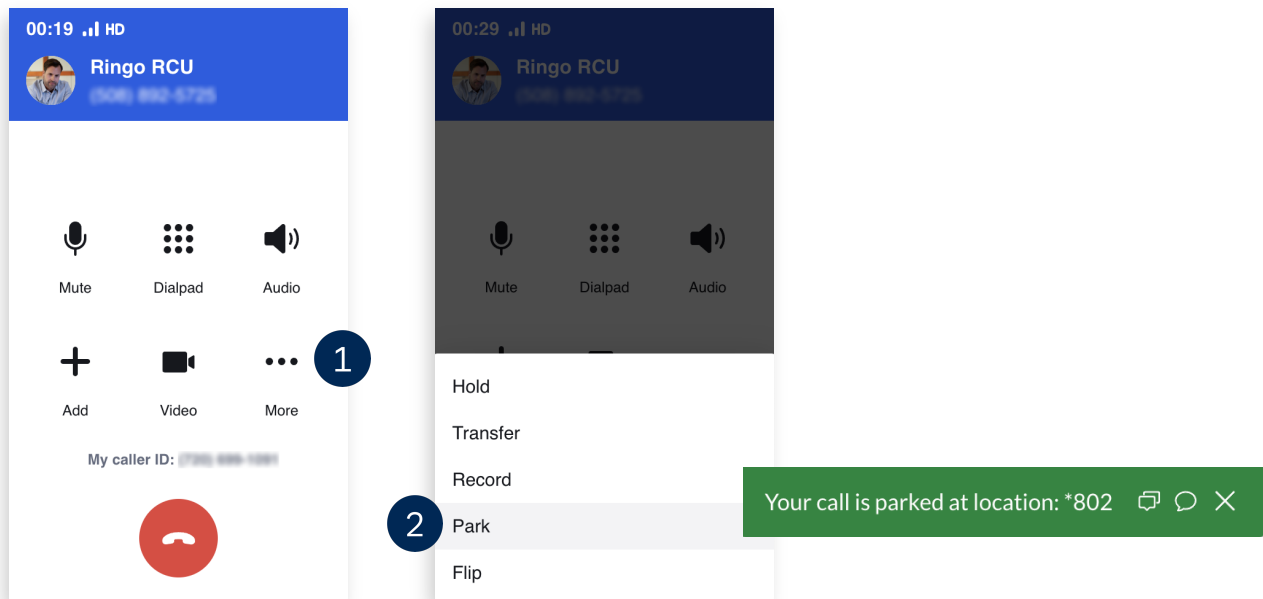 00:19 HD
Ringo RCU
Mute Dialpad Audio
1
Add Video More
My caller ID:
00:29 HD
Ringo RCU
Mute Dialpad Audio
Hold
Transfer
Record
2
Park
Flip
Your call is parked at location: *802